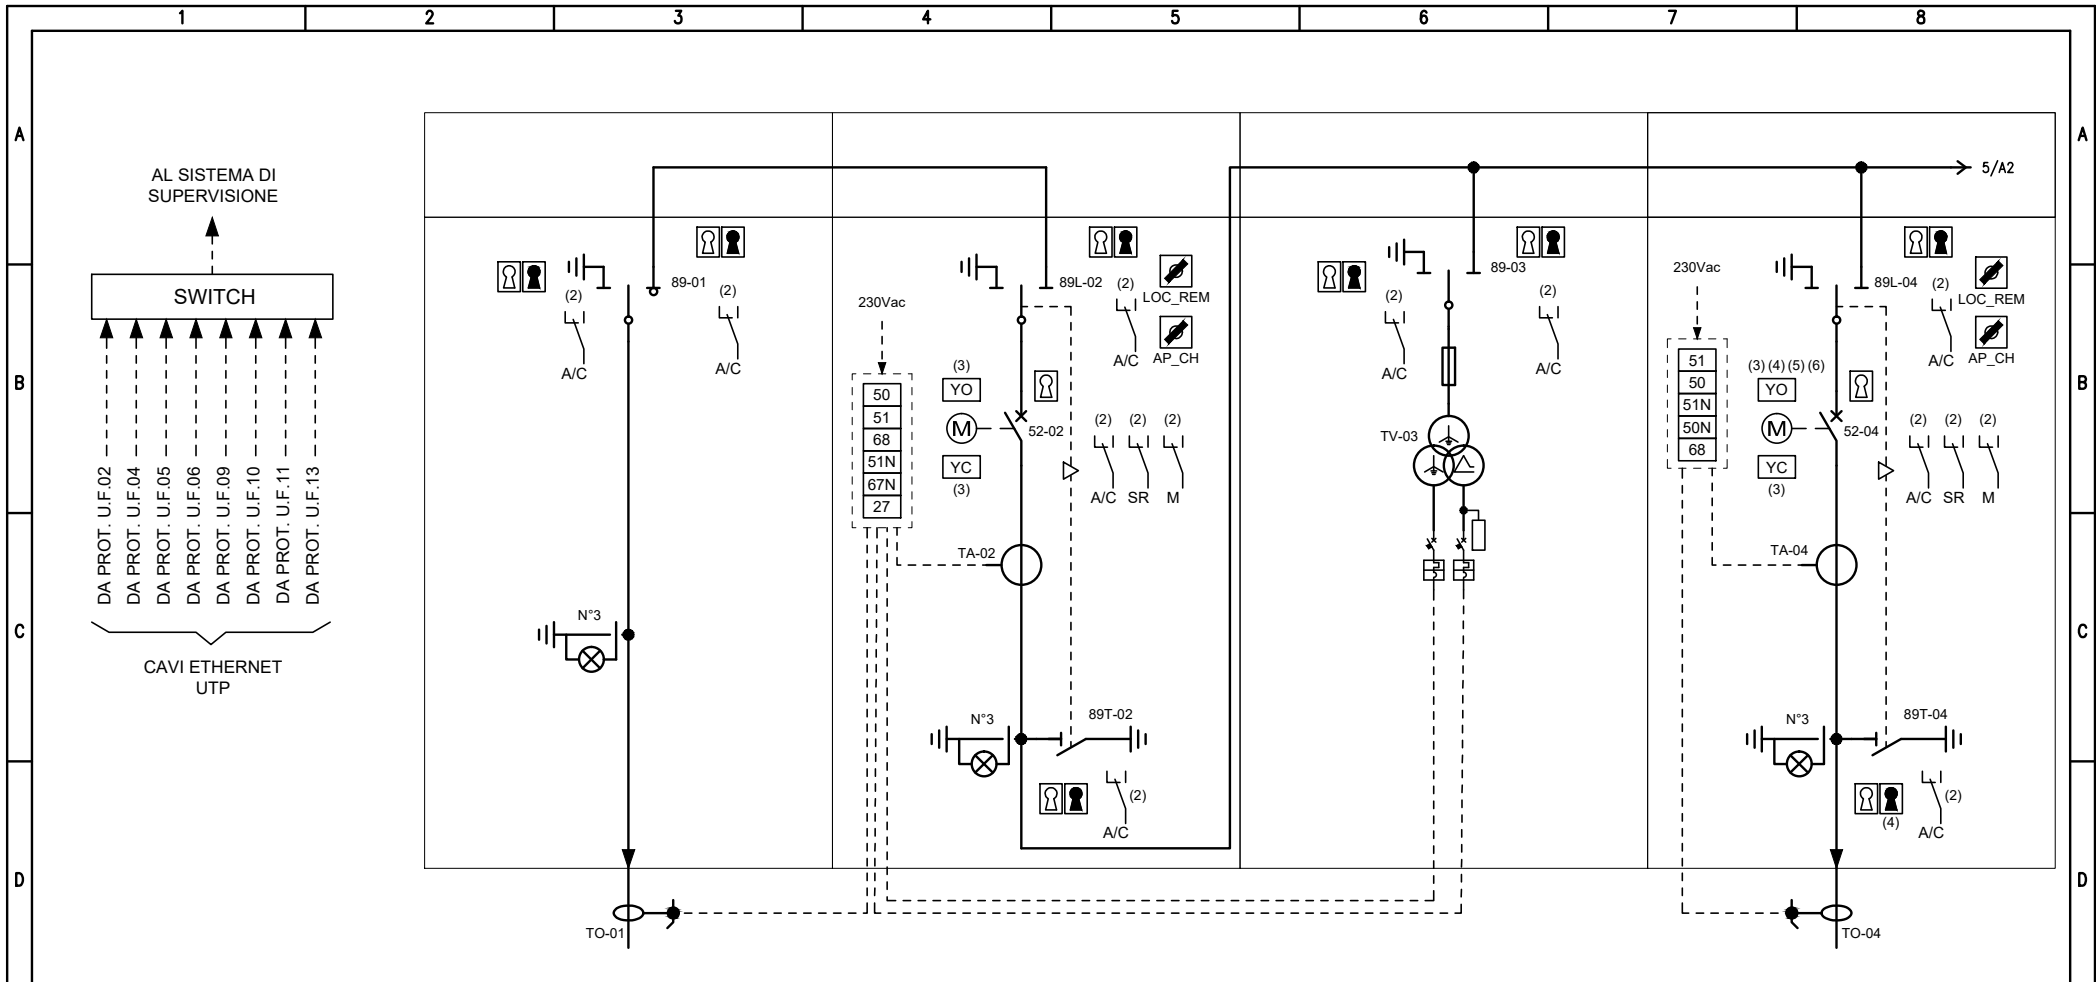 1 2 3 4 5 6 7 8
A A
B B
C C
D D
AL SISTEMA DI
SUPERVISIONE
SWITCH
DA PROT. U.F.02
DA PROT. U.F.04
DA PROT. U.F.05
DA PROT. U.F.06
DA PROT. U.F.09
DA PROT. U.F.10
DA PROT. U.F.11
DA PROT. U.F.13
CAVI ETHERNET
UTP
89-01
(2)
A/C
(2)
A/C
N°3
TO-01
89L-02
(2)
A/C
LOC_REM
AP_CH
230Vac
50
51
68
51N
67N
27
(3)
YO
M
YC
(3)
52-02
(2) (2) (2)
A/C SR M
TA-02
N°3
89T-02
(2)
A/C
89-03
(2)
A/C
(2)
A/C
TV-03
5/A2
230Vac
51
50
51N
50N
68
89L-04
(2)
A/C
LOC_REM
AP_CH
(3) (4) (5) (6)
YO
M
YC
(3)
52-04
(2) (2) (2)
A/C SR M
TA-04
N°3
89T-04
(4)
(2)
A/C
TO-04